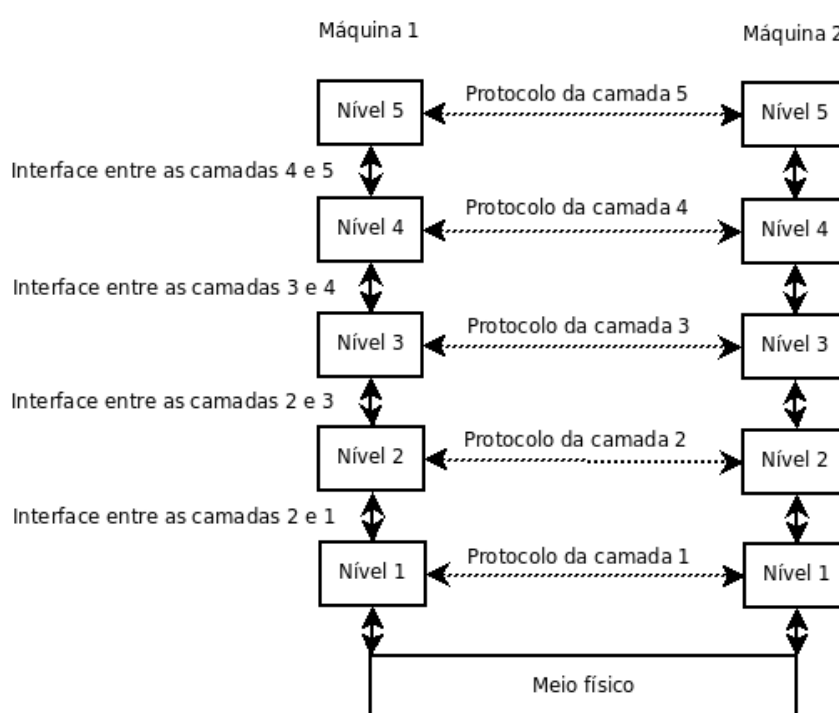 Máquina 1
Máquina 2
Nível 5
Protocolo da camada 5
Nível 5
Interface entre as camadas 4 e 5
Nível 4
Protocolo da camada 4
Nível 4
Interface entre as camadas 3 e 4
Nível 3
Protocolo da camada 3
Nível 3
Interface entre as camadas 2 e 3
Nível 2
Protocolo da camada 2
Nível 2
Interface entre as camadas 2 e 1
Nível 1
Protocolo da camada 1
Nível 1
Meio físico